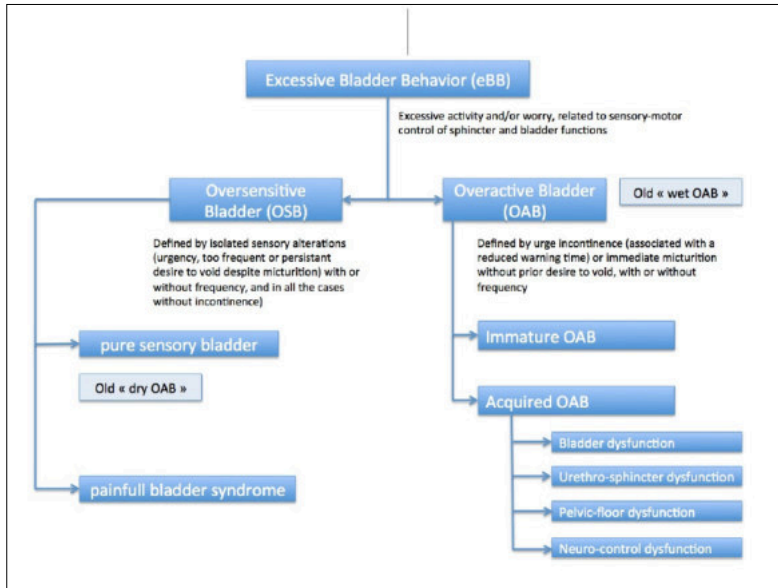 Excessive Bladder Behavior (eBB)
Excessive activity and/or worry, related to sensory-motor
control of sphincter and bladder functions
Oversensitive
Bladder (OSB)
Overactive Bladder
(OAB)
Old « wet OAB »
Defined by isolated sensory alterations
(urgency, too frequent or persistant
desire to void despite micturition) with or
without frequency, and in all the cases
without incontinence)
Defined by urge incontinence (associated with a
reduced warning time) or immediate micturition
without prior desire to void, with or without
frequency
pure sensory bladder
Immature OAB
Old « dry OAB »
Acquired OAB
Bladder dysfunction
Urethro-sphincter dysfunction
painfull bladder syndrome
Pelvic-floor dysfunction
Neuro-control dysfunction